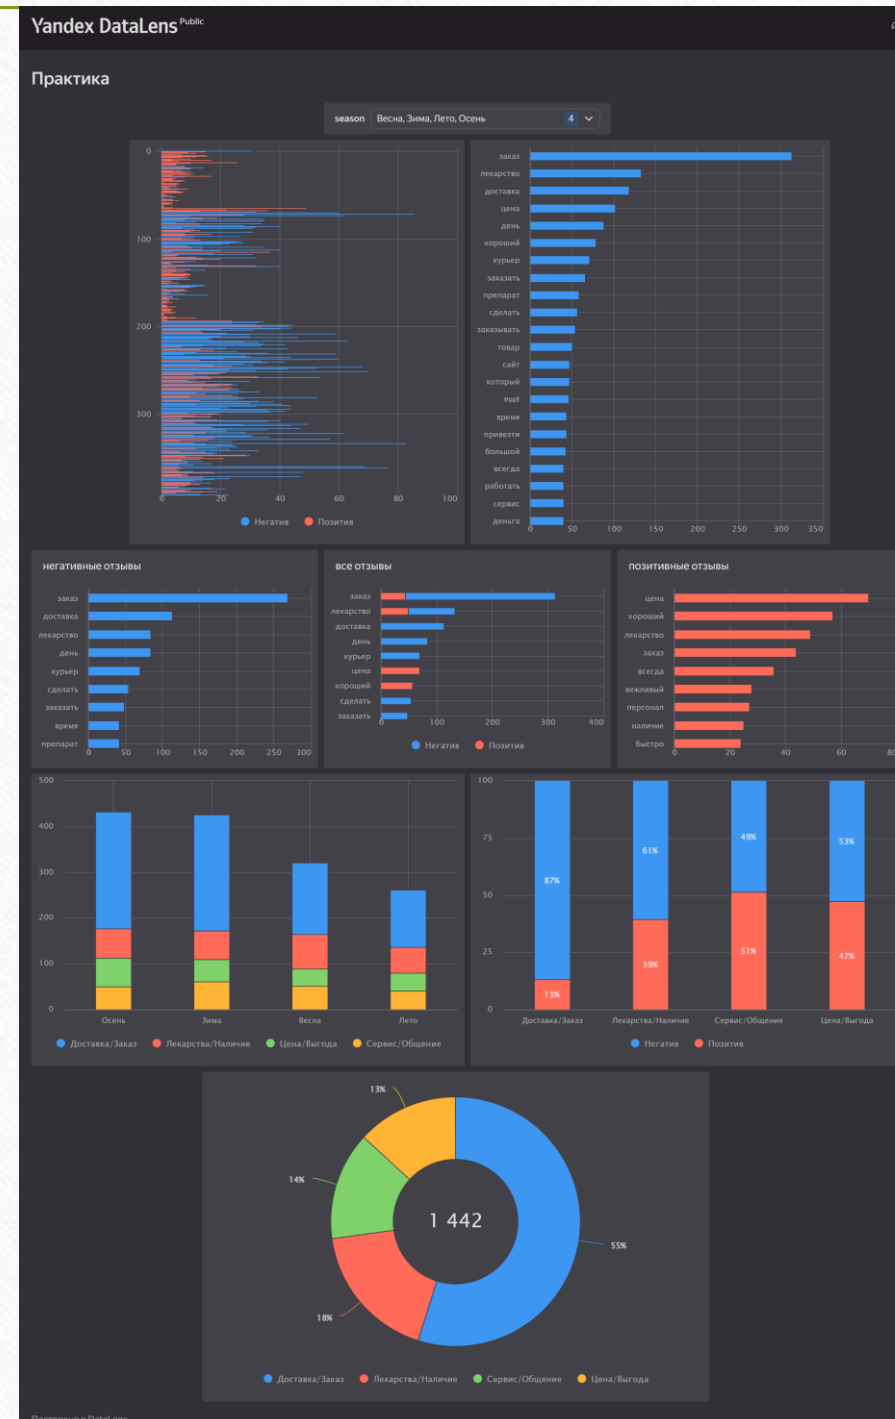 Yandex DataLens Public
Практика
season Весна, Зима, Лето, Осень 4
0
100
200
300
0 20 40 60 80 100
Негатив Позитив
заказ
лекарство
доставка
цена
день
хороший
курьер
заказать
препарат
сделать
заказывать
товар
сайт
который
ещё
время
привезти
большой
всегда
работать
сервис
деньга
0 50 100 150 200 250 300 350
негативные отзывы
заказ
доставка
лекарство
день
курьер
сделать
заказать
время
препарат
0 50 100 150 200 250 300
все отзывы
заказ
лекарство
доставка
день
курьер
цена
хороший
сделать
заказать
0 100 200 300 400
Негатив Позитив
позитивные отзывы
цена
хороший
лекарство
заказ
всегда
вежливый
персонал
наличие
быстро
0 20 40 60 80
500
400
300
200
100
0
Осень Зима Весна Лето
Доставка/Заказ Лекарства/Наличие Цена/Выгода Сервис/Общение
100
75
50
25
0
87% 61% 49% 53%
13% 39% 51% 47%
Доставка/Заказ Лекарства/Наличие Сервис/Общение Цена/Выгода
Негатив Позитив
13%
14%
1 442
55%
18%
Доставка/Заказ Лекарства/Наличие Сервис/Общение Цена/Выгода